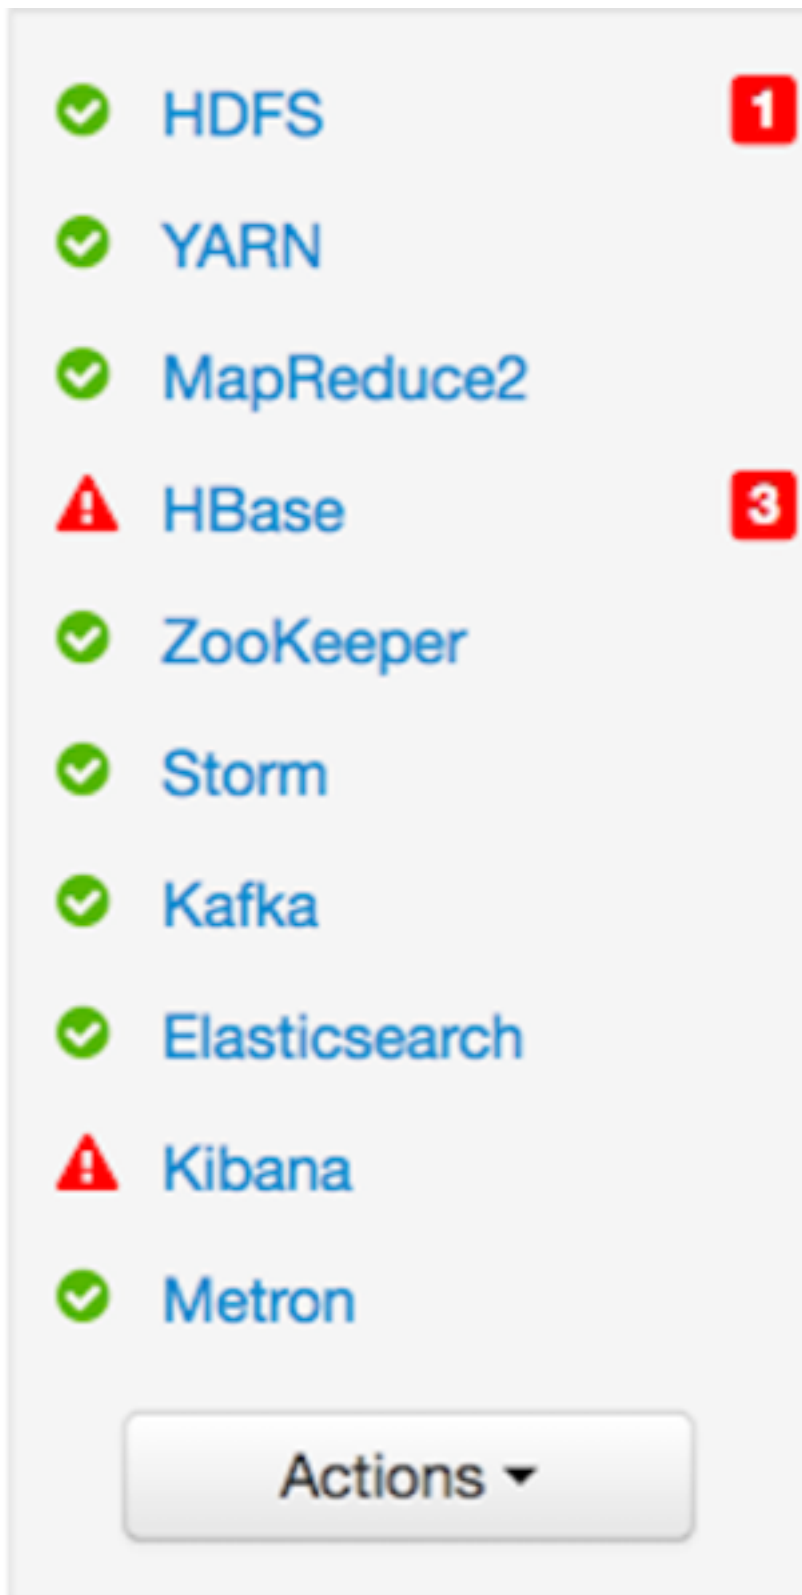 HDFS 1
YARN
MapReduce2
HBase 3
ZooKeeper
Storm
Kafka
Elasticsearch
Kibana
Metron
Actions